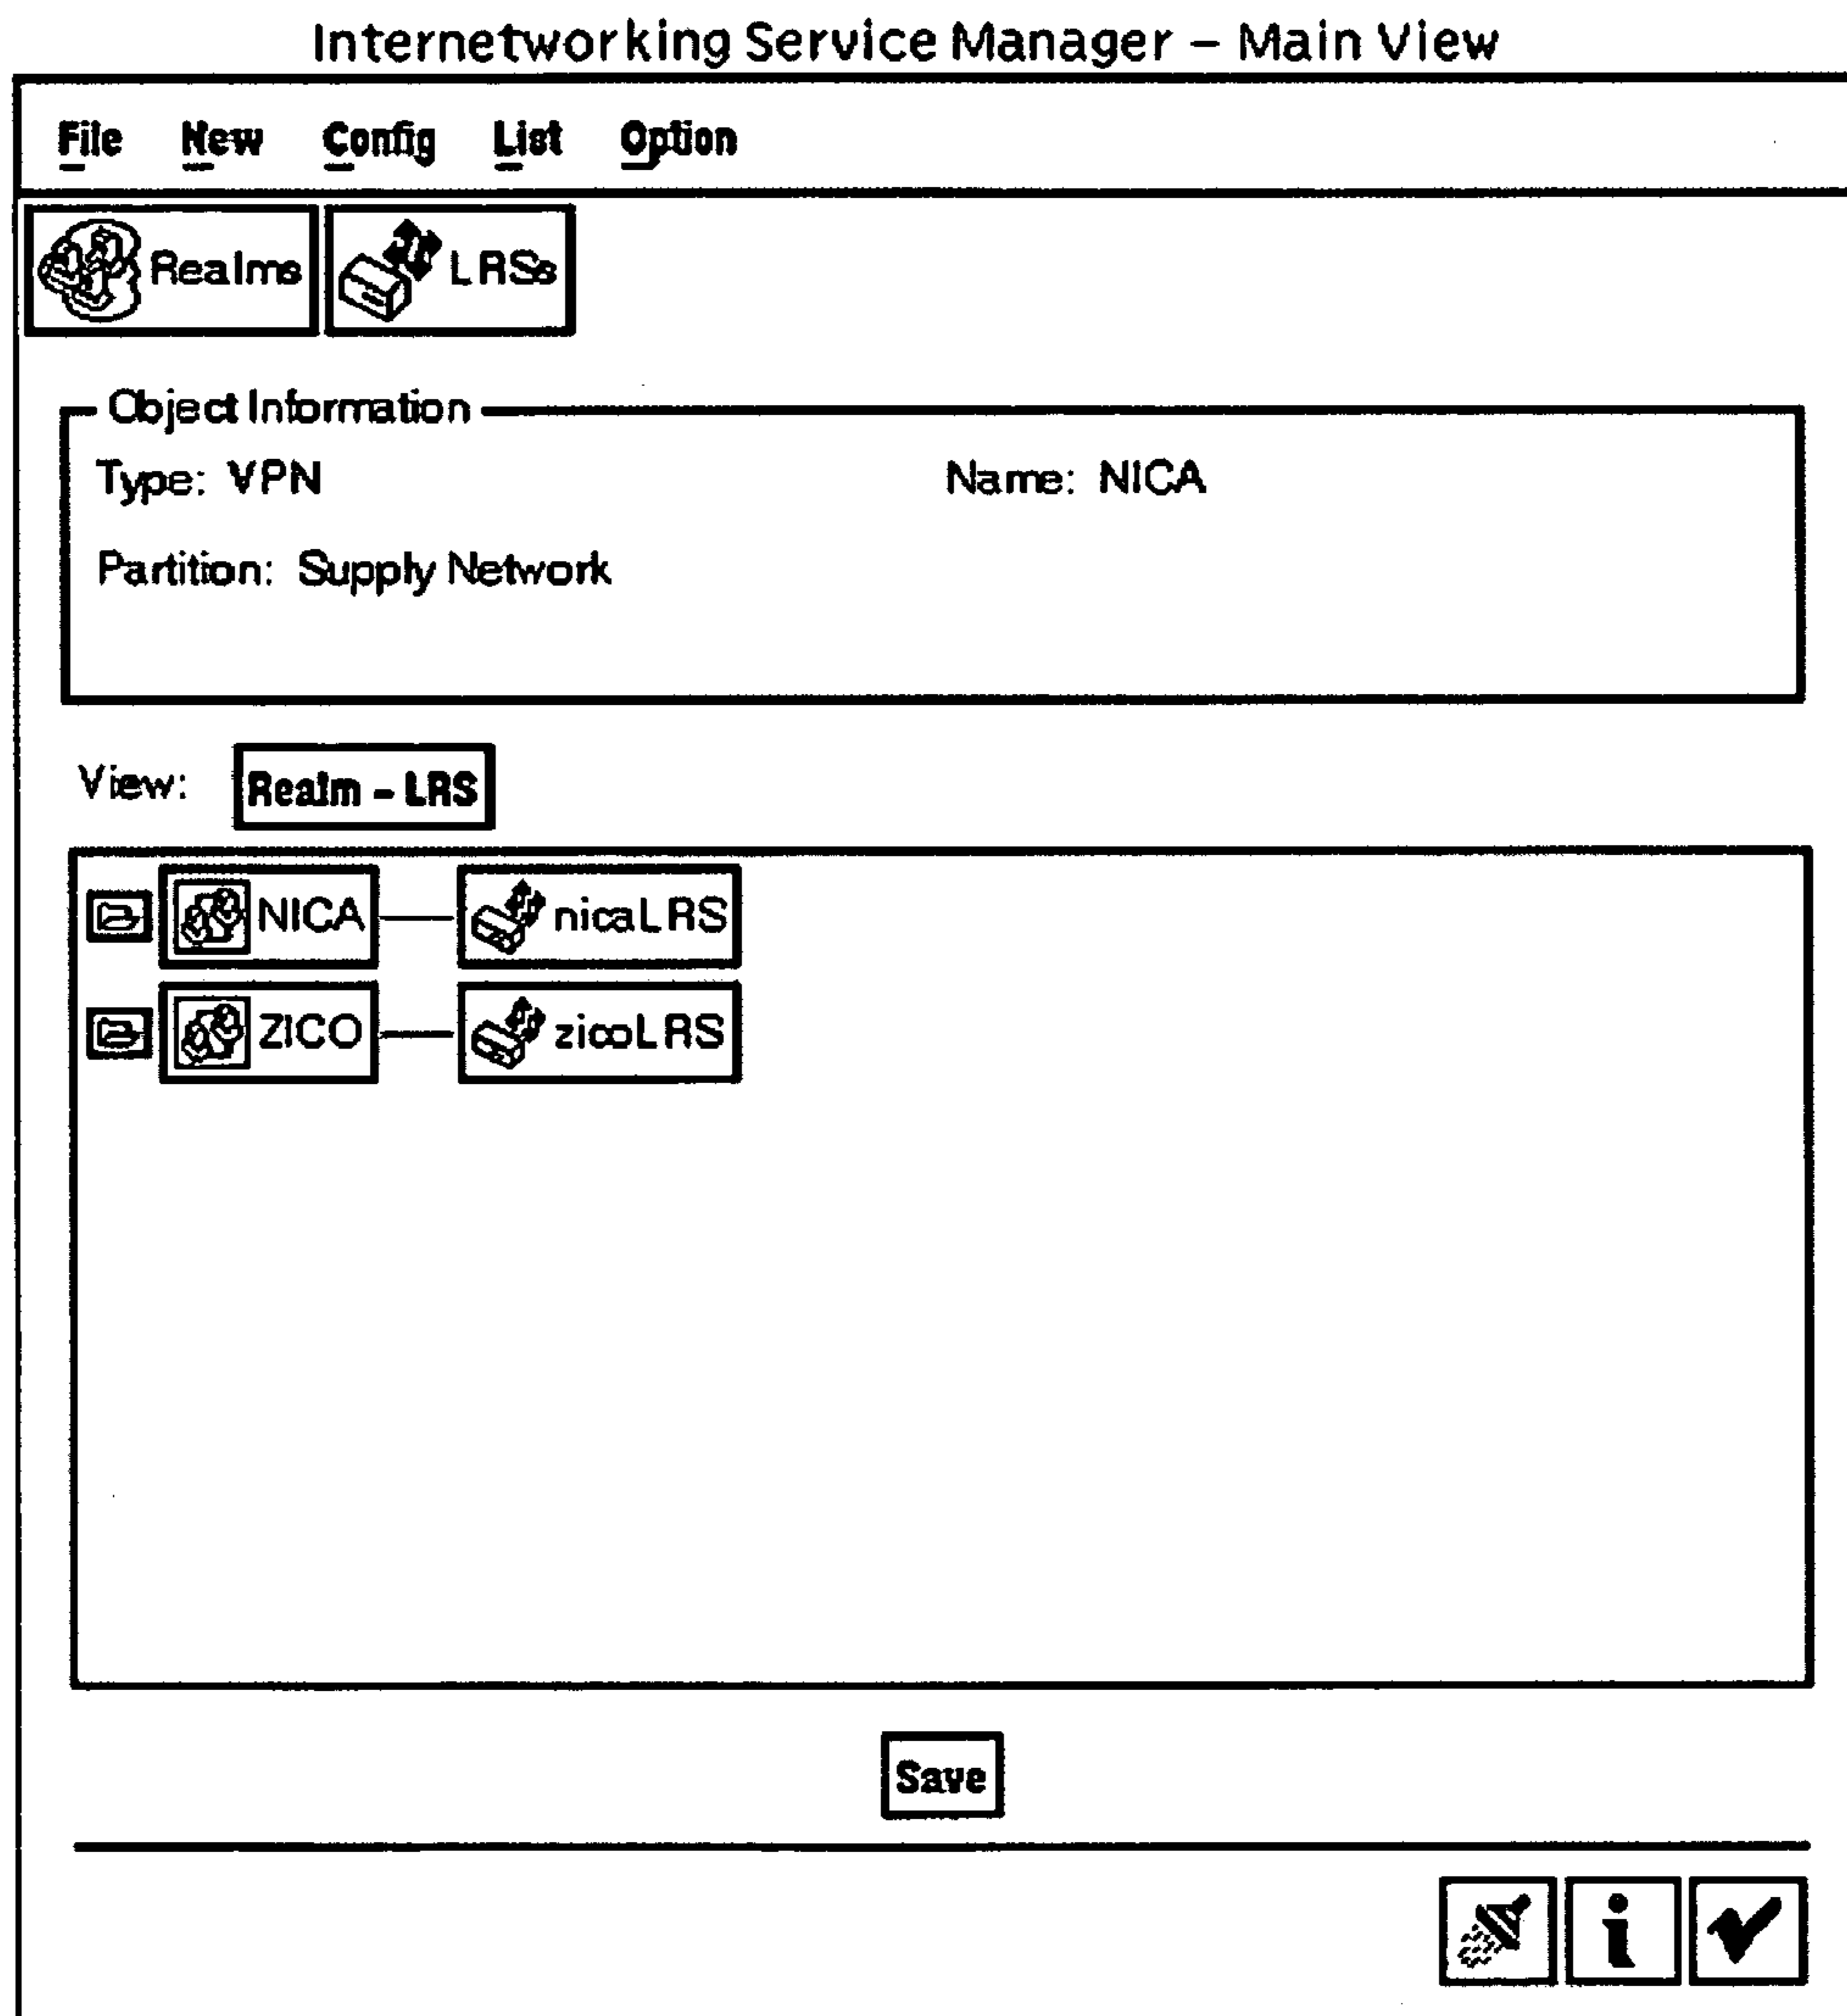 Internetworking Service Manager – Main View
File New Config List Option
Realms LRSs
Object Information
Type: VPN Name: NICA
Partition: Supply Network
View: Realm - LRS
NICA nicaLRS
ZICO zicoLRS
Save
i